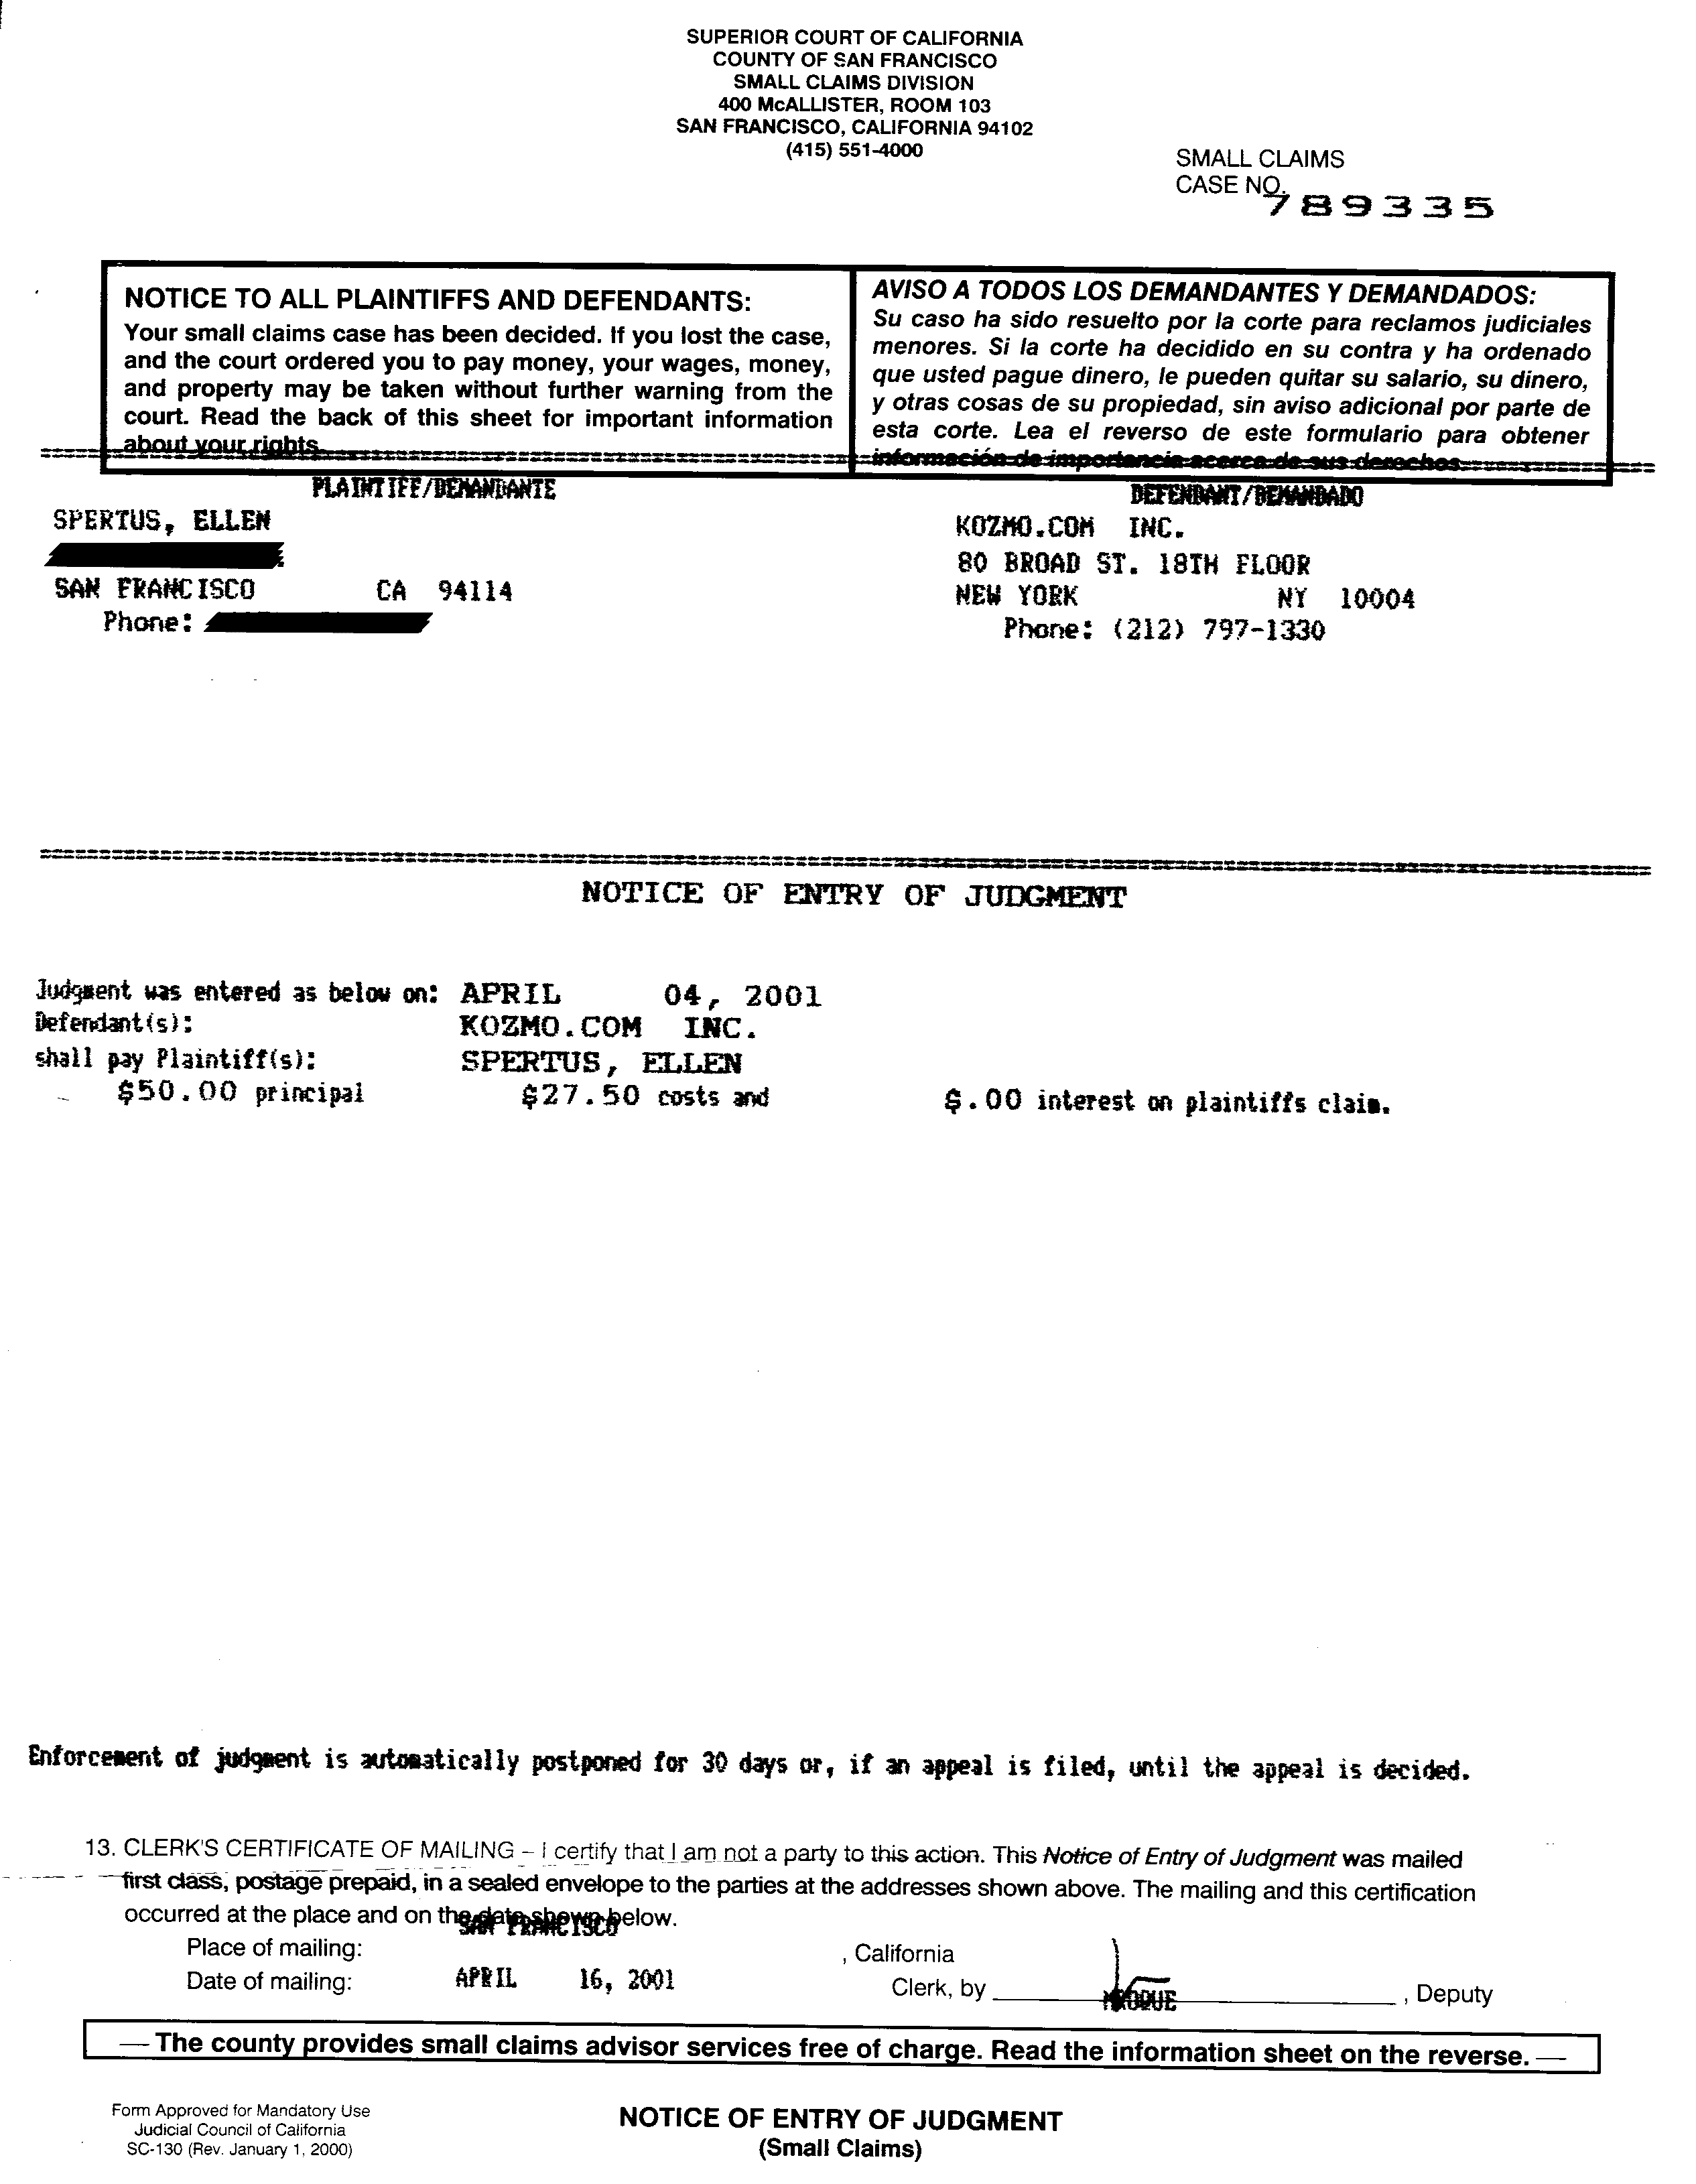 SUPERIOR COURT OF CALIFORNIA
COUNTY OF SAN FRANCISCO
SMALL CLAIMS DIVISION
400 McALLISTER, ROOM 103
SAN FRANCISCO, CALIFORNIA 94102
(415) 551-4000
SMALL CLAIMS
CASE NO.
789335
NOTICE TO ALL PLAINTIFFS AND DEFENDANTS:
Your small claims case has been decided. If you lost the case,
and the court ordered you to pay money, your wages, money,
and property may be taken without further warning from the
court. Read the back of this sheet for important information
about your rights.
AVISO A TODOS LOS DEMANDANTES Y DEMANDADOS:
Su caso ha sido resuelto por la corte para reclamos judiciales
menores. Si la corte ha decidido en su contra y ha ordenado
que usted pague dinero, le pueden quitar su salario, su dinero,
y otras cosas de su propiedad, sin aviso adicional por parte de
esta corte. Lea el reverso de este formulario para obtener
información de importancia acerca de sus derechos.
PLAINTIFF/DEMANDANTE
SPERTUS, ELLEN
SAN FRANCISCO CA 94114
Phone:
DEFENDANT/DEMANDADO
KOZMO.COM INC.
80 BROAD ST. 18TH FLOOR
NEW YORK NY 10004
Phone: (212) 797-1330
NOTICE OF ENTRY OF JUDGMENT
Judgment was entered as below on: APRIL 04, 2001
Defendant(s): KOZMO.COM INC.
shall pay Plaintiff(s): SPERTUS, ELLEN
$50.00 principal $27.50 costs and $.00 interest on plaintiffs claim.
Enforcement of judgment is automatically postponed for 30 days or, if an appeal is filed, until the appeal is decided.
13. CLERK'S CERTIFICATE OF MAILING – I certify that I am not a party to this action. This Notice of Entry of Judgment was mailed
first class, postage prepaid, in a sealed envelope to the parties at the addresses shown above. The mailing and this certification
occurred at the place and on the date shown below.
SAN FRANCISCO
Place of mailing: , California
Date of mailing: APRIL 16, 2001 Clerk, by , Deputy
— The county provides small claims advisor services free of charge. Read the information sheet on the reverse. —
Form Approved for Mandatory Use
Judicial Council of California
SC-130 (Rev. January 1, 2000)
NOTICE OF ENTRY OF JUDGMENT
(Small Claims)